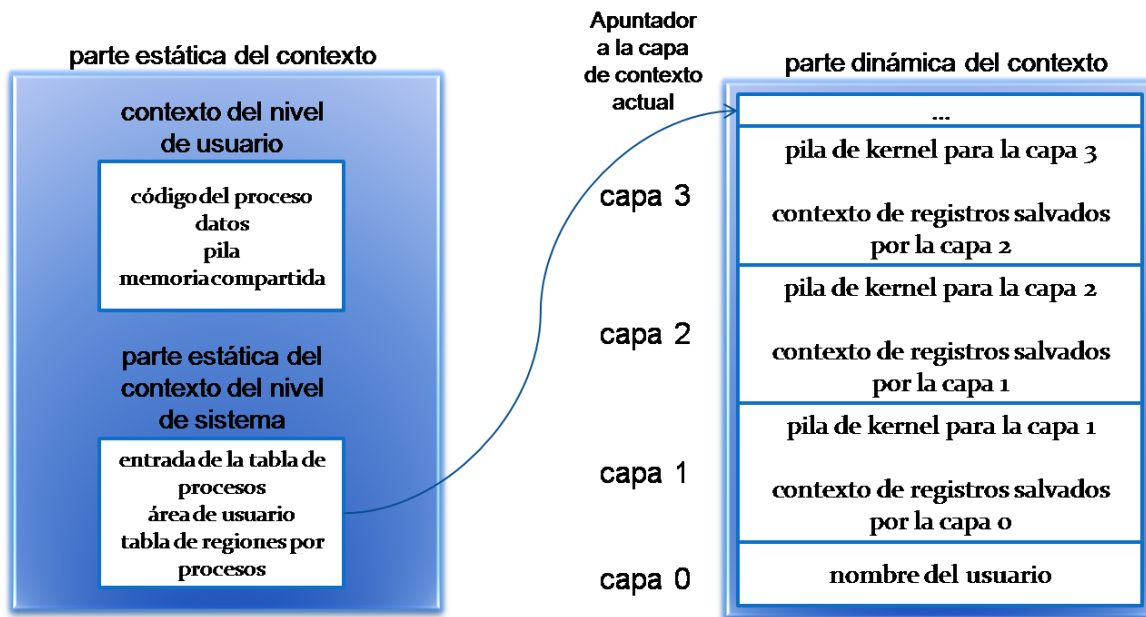 parte estática del contexto
contexto del nivel
de usuario
código del proceso
datos
pila
memoria compartida
parte estática del
contexto del nivel
de sistema
entrada de la tabla de
procesos
área de usuario
tabla de regiones por
procesos
Apuntador
a la capa
de contexto
actual
parte dinámica del contexto
...
capa 3
pila de kernel para la capa 3
contexto de registros salvados
por la capa 2
capa 2
pila de kernel para la capa 2
contexto de registros salvados
por la capa 1
capa 1
pila de kernel para la capa 1
contexto de registros salvados
por la capa 0
capa 0
nombre del usuario